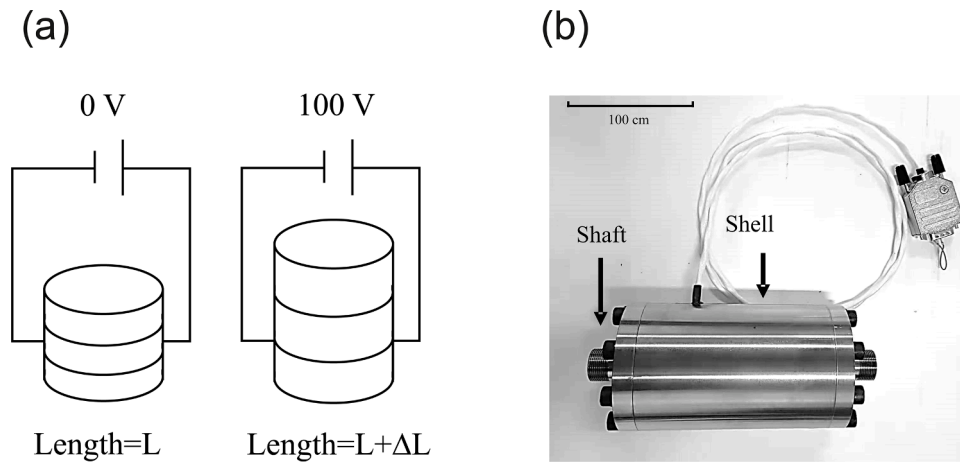 (a)
(b)
0 V
100 V
100 cm
Shaft
Shell
Length=L
Length=L+ΔL